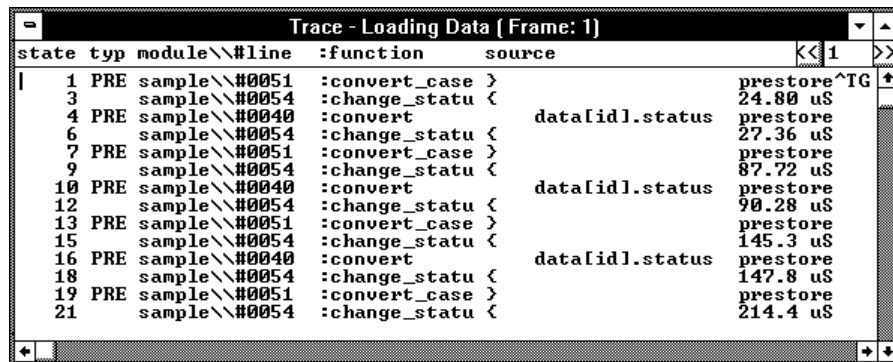 Trace - Loading Data ( Frame: 1)
state typ module\\#line :function source << 1 >>
1 PRE sample\\#0051 :convert_case } prestore^TG
3 sample\\#0054 :change_statu { 24.80 uS
4 PRE sample\\#0040 :convert data[id].status prestore
6 sample\\#0054 :change_statu { 27.36 uS
7 PRE sample\\#0051 :convert_case } prestore
9 sample\\#0054 :change_statu { 87.72 uS
10 PRE sample\\#0040 :convert data[id].status prestore
12 sample\\#0054 :change_statu { 90.28 uS
13 PRE sample\\#0051 :convert_case } prestore
15 sample\\#0054 :change_statu { 145.3 uS
16 PRE sample\\#0040 :convert data[id].status prestore
18 sample\\#0054 :change_statu { 147.8 uS
19 PRE sample\\#0051 :convert_case } prestore
21 sample\\#0054 :change_statu { 214.4 uS